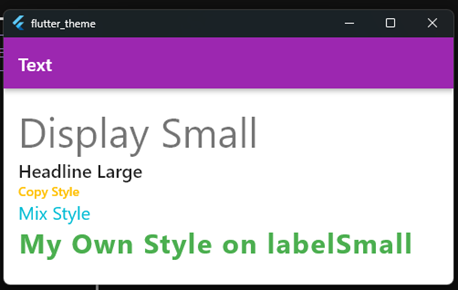 flutter_theme
Text
Display Small
Headline Large
Copy Style
Mix Style
My Own Style on labelSmall